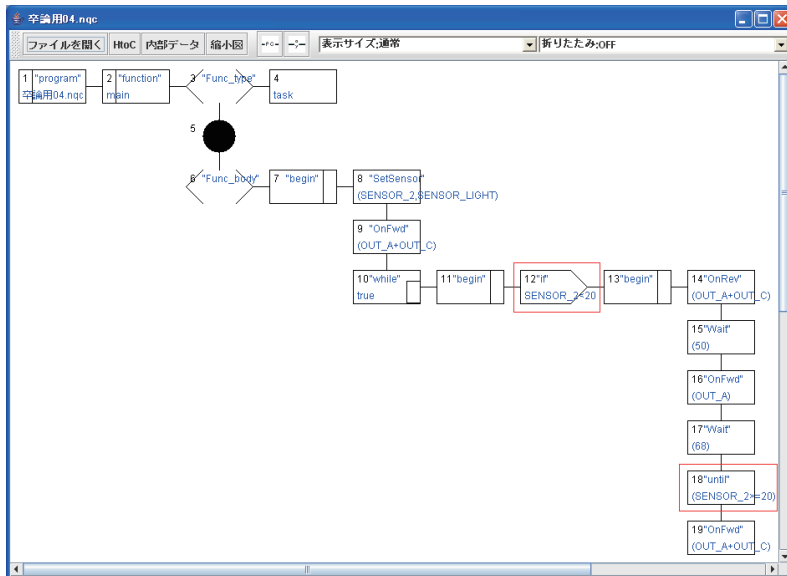 卒論用04.nqc
ファイルを開く HtoC 内部データ 縮小図 -PC- 表示サイズ;通常 折りたたみ;OFF
1 "program"
卒論用04.nqc
2 "function"
main
3 "Func_type"
4
task
5
6 "Func_body"
7 "begin"
8 "SetSensor"
(SENSOR_2,SENSOR_LIGHT)
9 "OnFwd"
(OUT_A+OUT_C)
10"while"
true
11"begin"
12"if"
SENSOR_2<20
13"begin"
14"OnRev"
(OUT_A+OUT_C)
15"Wait"
(50)
16"OnFwd"
(OUT_A)
17"Wait"
(68)
18"until"
(SENSOR_2>=20)
19"OnFwd"
(OUT_A+OUT_C)